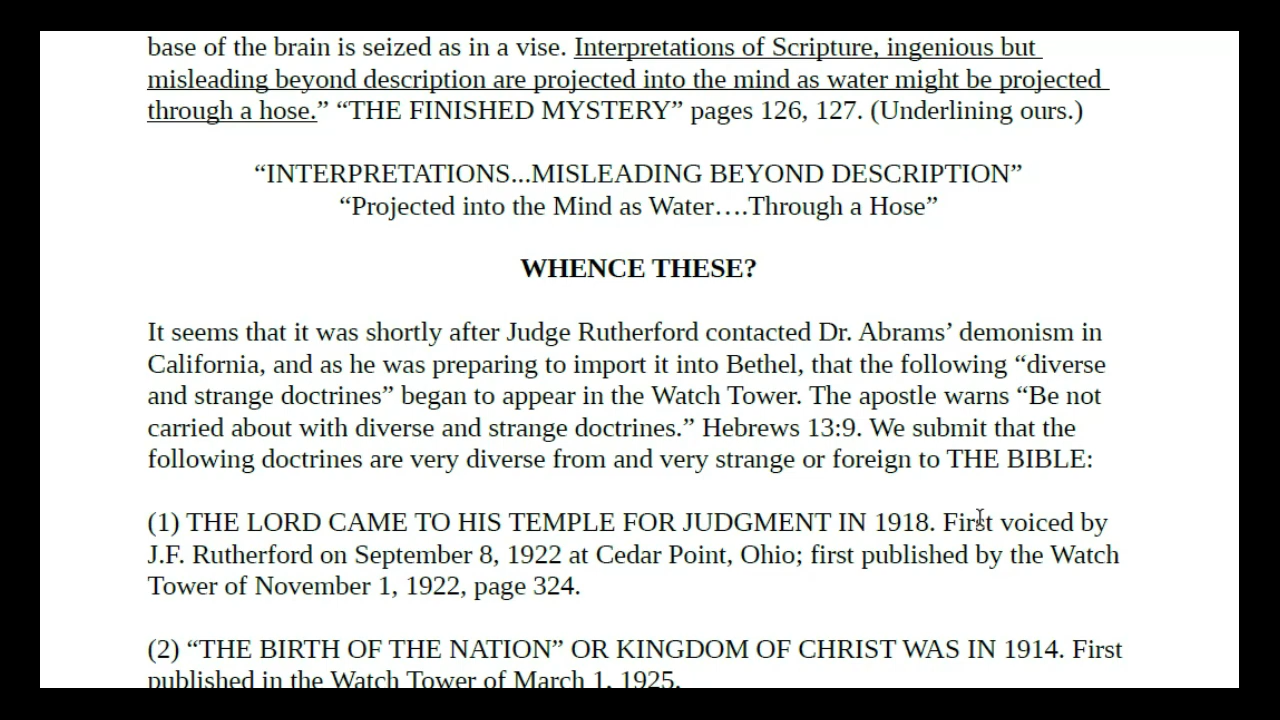 base of the brain is seized as in a vise. Interpretations of Scripture, ingenious but
misleading beyond description are projected into the mind as water might be projected
through a hose.” “THE FINISHED MYSTERY” pages 126, 127. (Underlining ours.)
“INTERPRETATIONS...MISLEADING BEYOND DESCRIPTION”
“Projected into the Mind as Water….Through a Hose”
WHENCE THESE?
It seems that it was shortly after Judge Rutherford contacted Dr. Abrams’ demonism in
California, and as he was preparing to import it into Bethel, that the following “diverse
and strange doctrines” began to appear in the Watch Tower. The apostle warns “Be not
carried about with diverse and strange doctrines.” Hebrews 13:9. We submit that the
following doctrines are very diverse from and very strange or foreign to THE BIBLE:
(1) THE LORD CAME TO HIS TEMPLE FOR JUDGMENT IN 1918. First voiced by
J.F. Rutherford on September 8, 1922 at Cedar Point, Ohio; first published by the Watch
Tower of November 1, 1922, page 324.
(2) “THE BIRTH OF THE NATION” OR KINGDOM OF CHRIST WAS IN 1914. First
published in the Watch Tower of March 1, 1925.